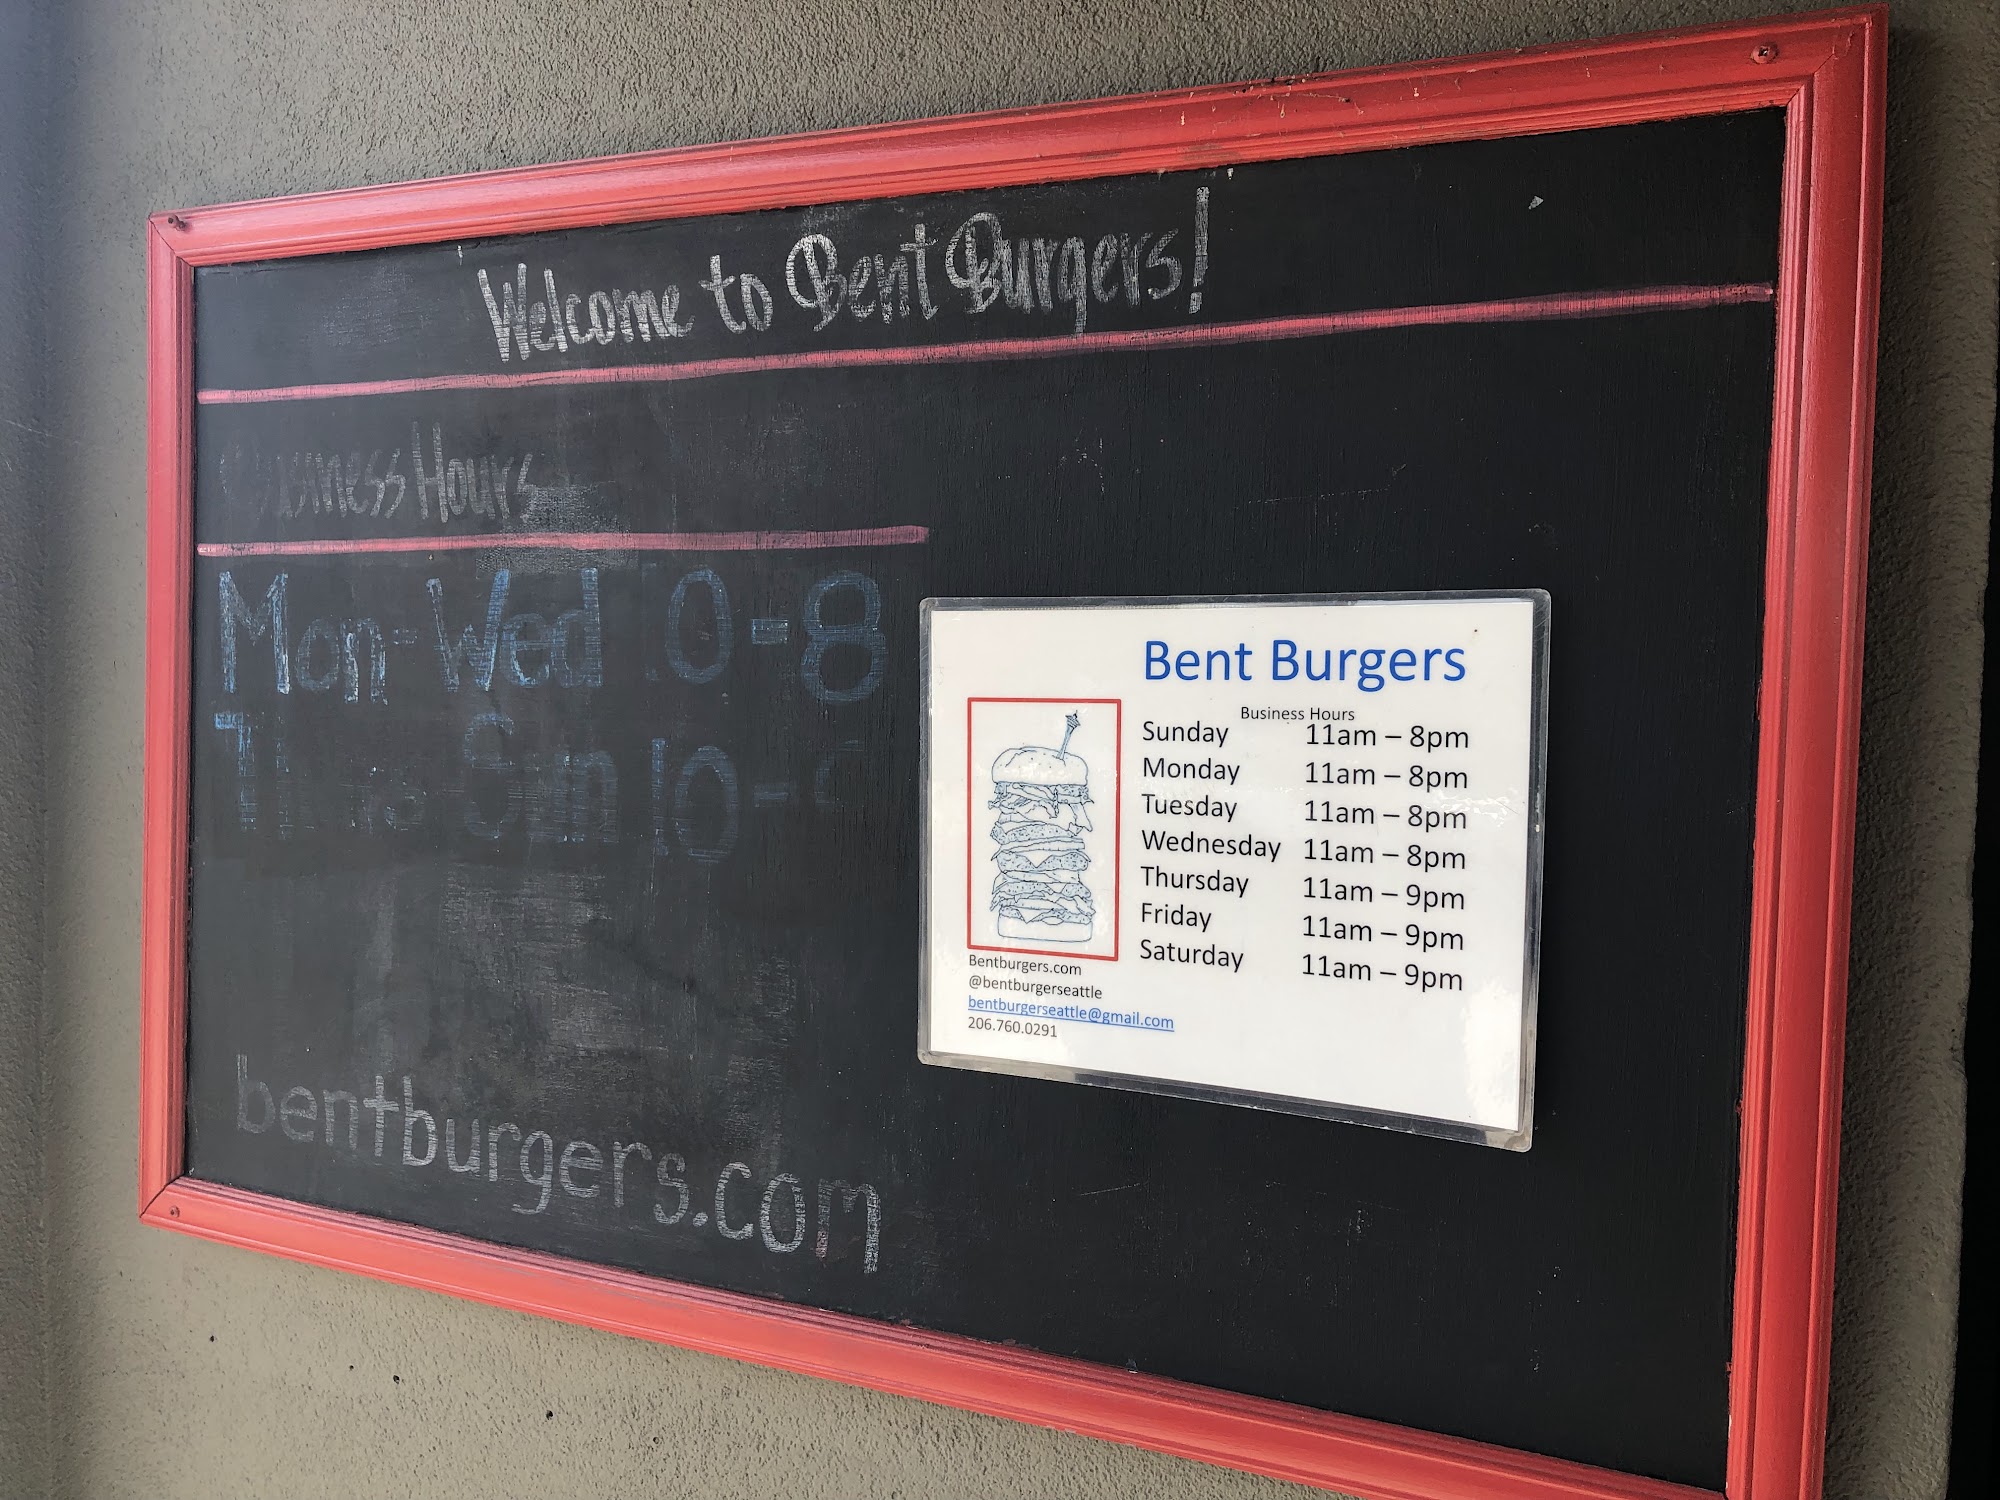 Welcome to Bent Burgers!
Business Hours
Mon-Wed 10-8
Sun 10-
bentburgers.com
Bent Burgers
Business Hours
Sunday 11am – 8pm
Monday 11am – 8pm
Tuesday 11am – 8pm
Wednesday 11am – 8pm
Thursday 11am – 9pm
Friday 11am – 9pm
Saturday 11am – 9pm
Bentburgers.com
@bentburgerseattle
bentburgerseattle@gmail.com
206.760.0291